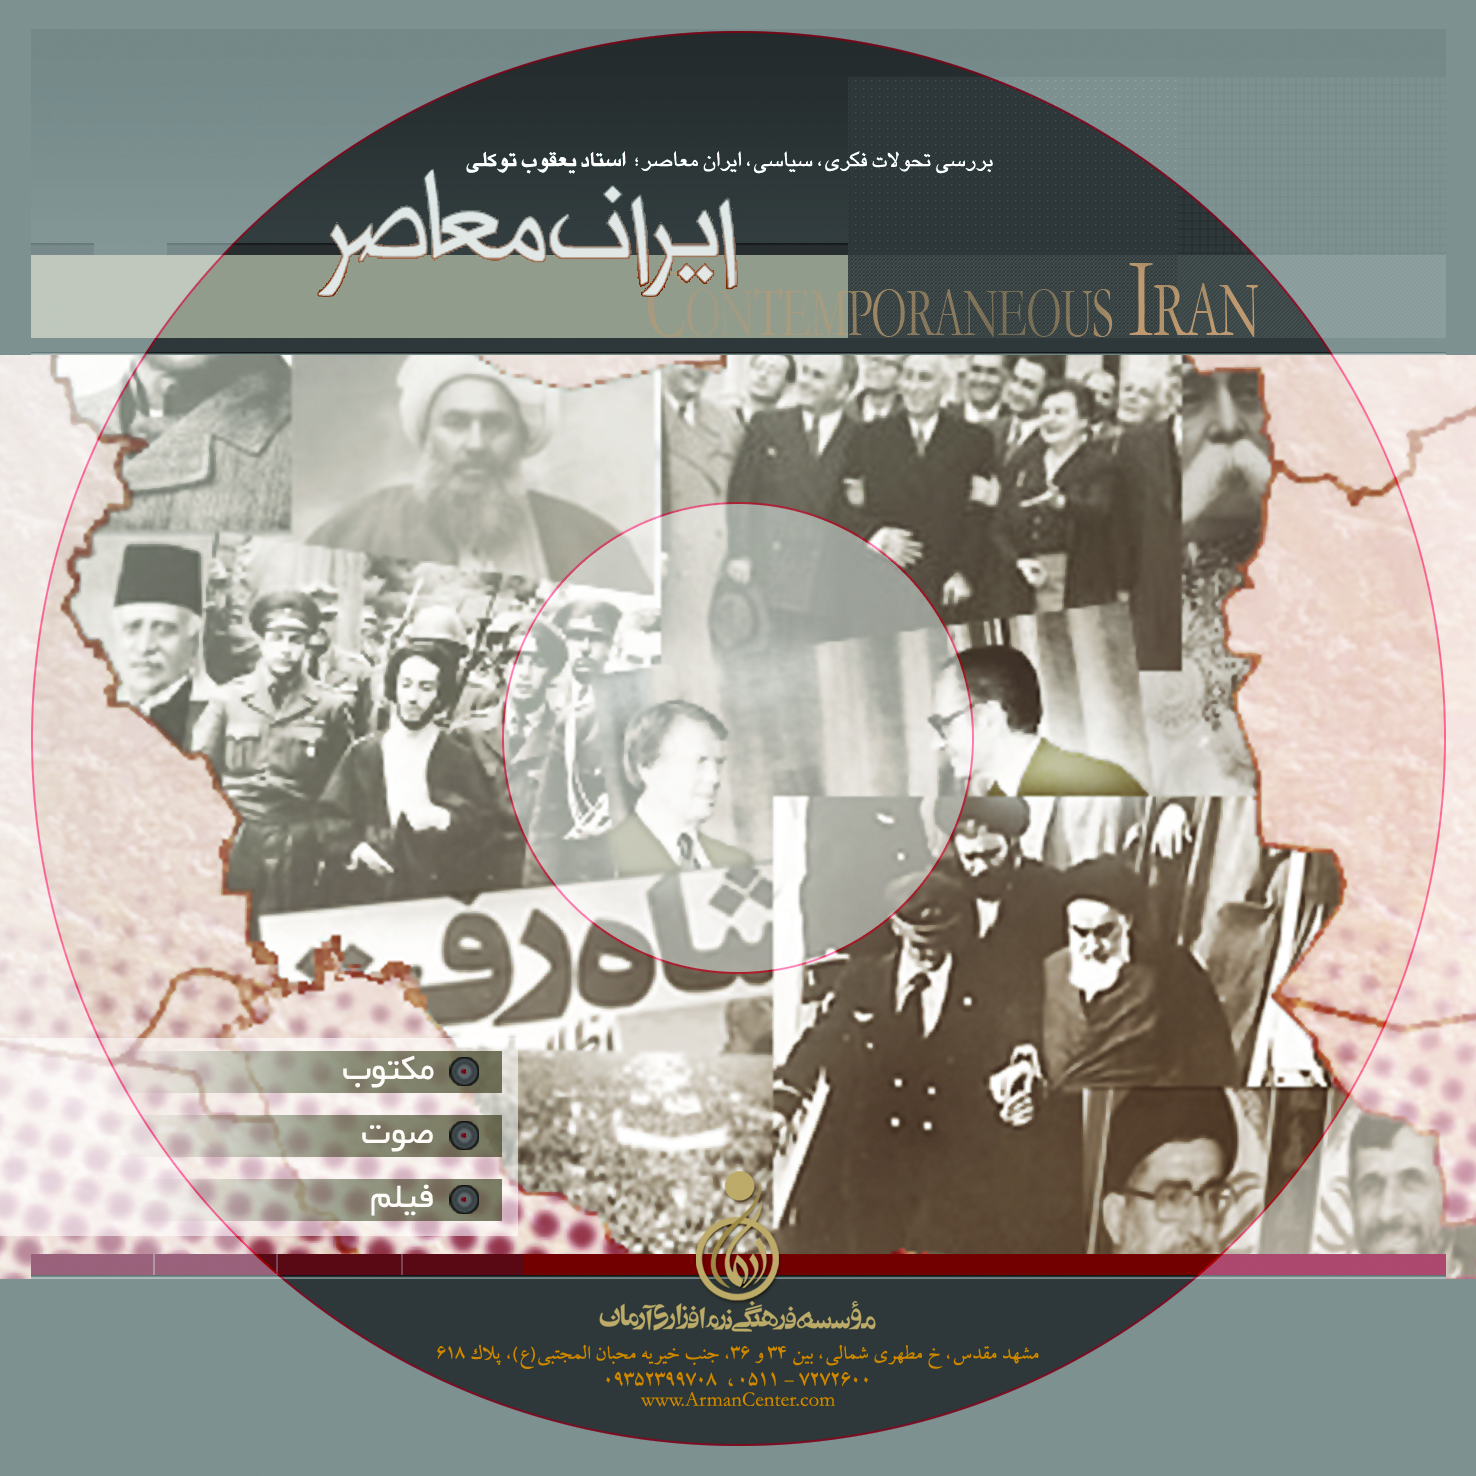 بررسی تحولات فکری، سیاسی، ایران معاصر؛ استاد یعقوب توکلی
ایران معاصر
CONTEMPORANEOUS IRAN
شاه رفت
مکتوب
صوت
فیلم
مؤسسه فرهنگی نرم افزاری آرمان
مشهد مقدس، خ مطهری شمالی، بین ۳۴ و ۳۶، جنب خیریه محبان المجتبی(ع)، پلاک ۶۱۸
۰۵۱۱ – ۷۲۷۲۶۰۰ ، ۰۹۳۵۲۳۹۹۷۰۸
www.ArmanCenter.com